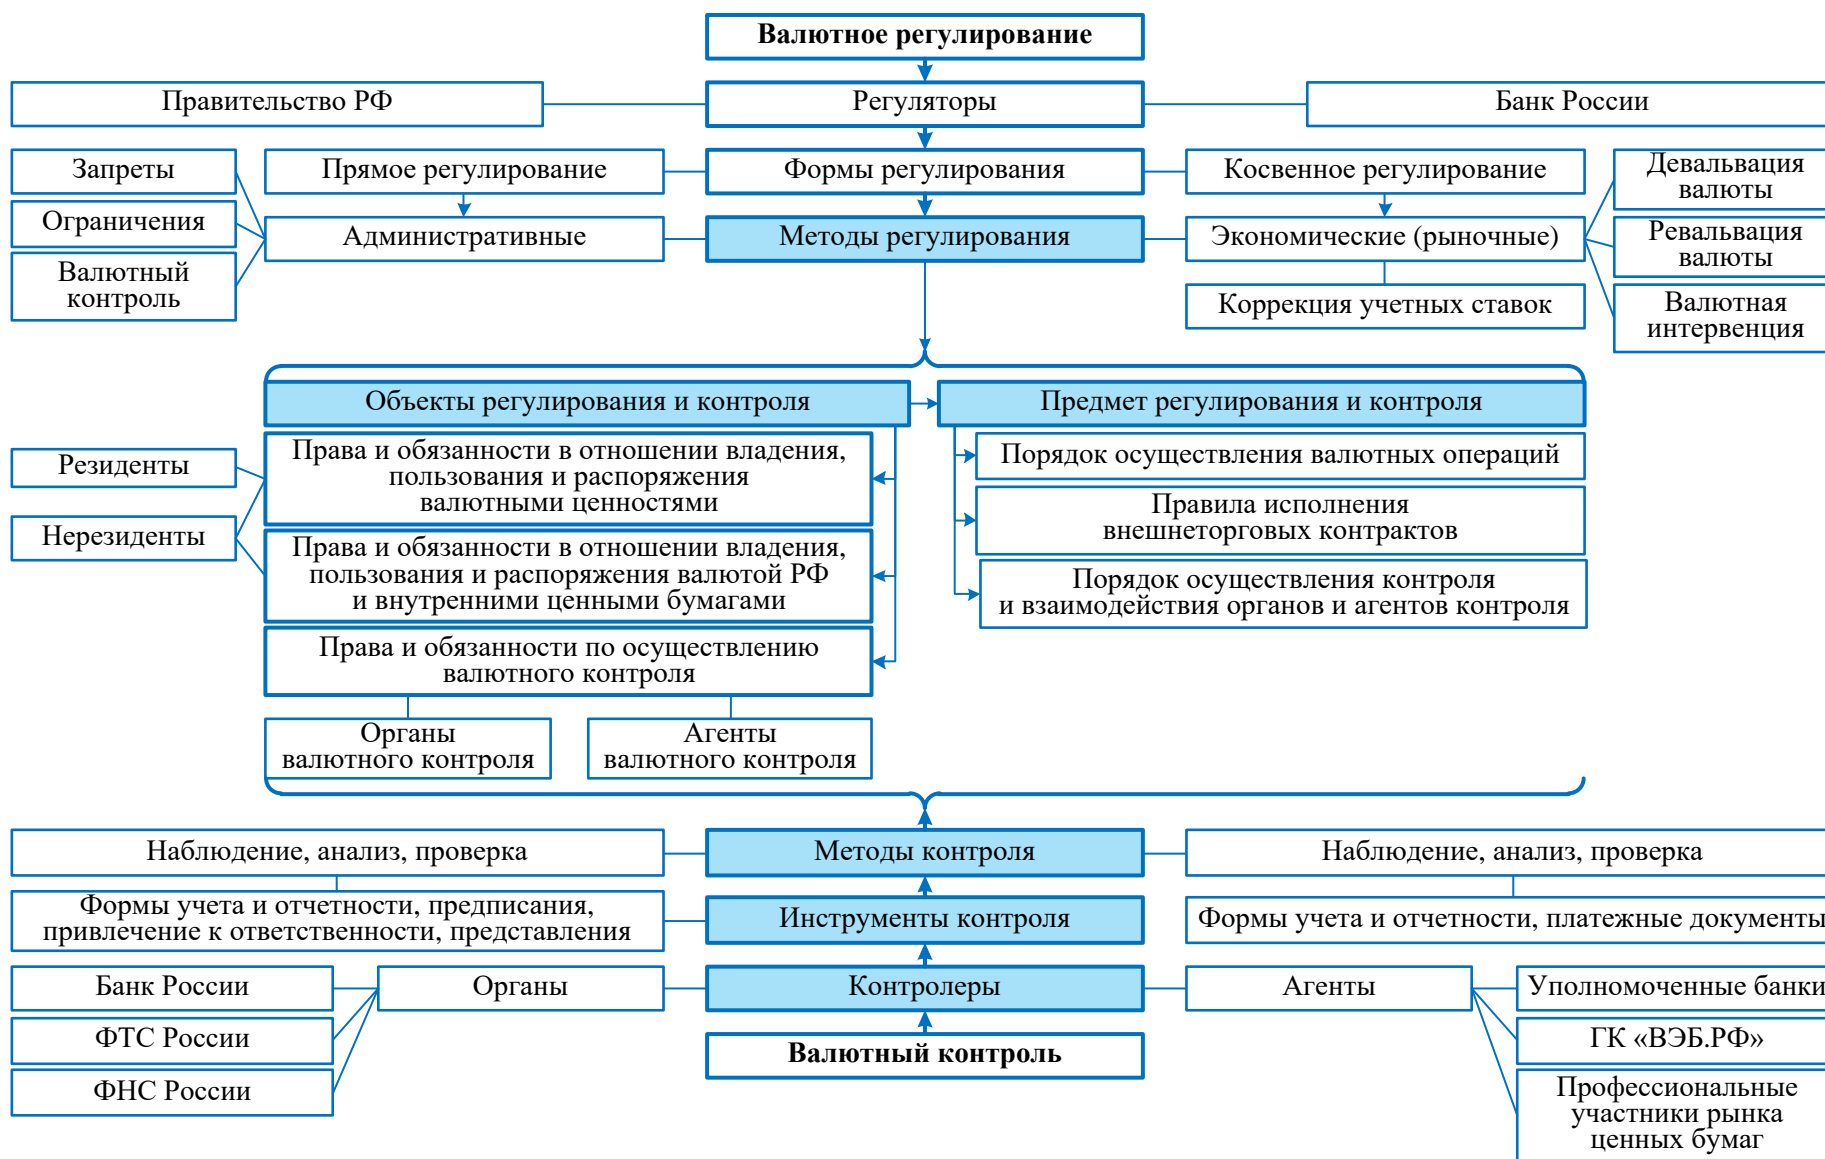 Валютное регулирование
Правительство РФ
Регуляторы
Банк России
Запреты
Прямое регулирование
Формы регулирования
Косвенное регулирование
Девальвация
валюты
Ограничения
Административные
Методы регулирования
Экономические (рыночные)
Ревальвация
валюты
Валютный
контроль
Коррекция учетных ставок
Валютная
интервенция
Объекты регулирования и контроля
Предмет регулирования и контроля
Резиденты
Нерезиденты
Права и обязанности в отношении владения,
пользования и распоряжения
валютными ценностями
Права и обязанности в отношении владения,
пользования и распоряжения валютой РФ
и внутренними ценными бумагами
Права и обязанности по осуществлению
валютного контроля
Органы
валютного контроля
Агенты
валютного контроля
Порядок осуществления валютных операций
Правила исполнения
внешнеторговых контрактов
Порядок осуществления контроля
и взаимодействия органов и агентов контроля
Наблюдение, анализ, проверка
Методы контроля
Наблюдение, анализ, проверка
Формы учета и отчетности, предписания,
привлечение к ответственности, представления
Инструменты контроля
Формы учета и отчетности, платежные документы
Банк России
Органы
Контролеры
Агенты
Уполномоченные банки
ФТС России
Валютный контроль
ГК «ВЭБ.РФ»
ФНС России
Профессиональные
участники рынка
ценных бумаг